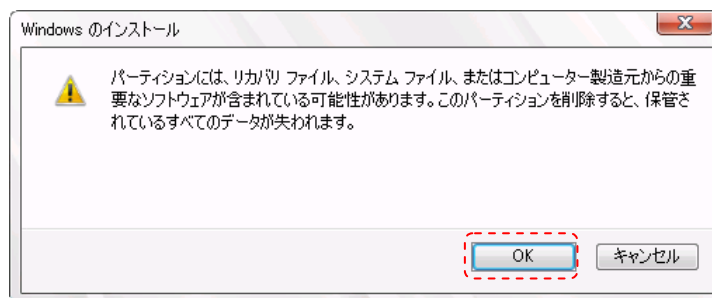 Windows のインストール
パーティションには、リカバリ ファイル、システム ファイル、またはコンピューター製造元からの重
要なソフトウェアが含まれている可能性があります。このパーティションを削除すると、保管さ
れているすべてのデータが失われます。
OK
キャンセル